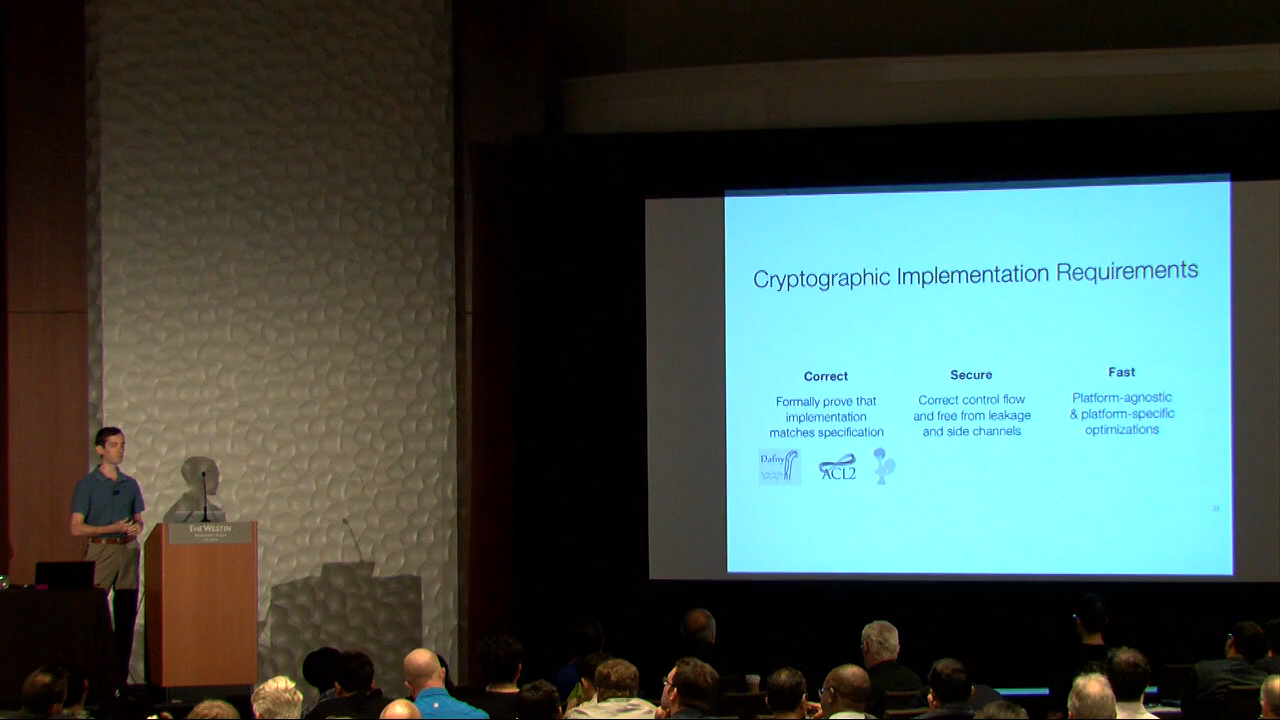 Cryptographic Implementation Requirements
Correct
Formally prove that
implementation
matches specification
Dafny
ACL2
Secure
Correct control flow
and free from leakage
and side channels
Fast
Platform-agnostic
& platform-specific
optimizations
THE WESTIN